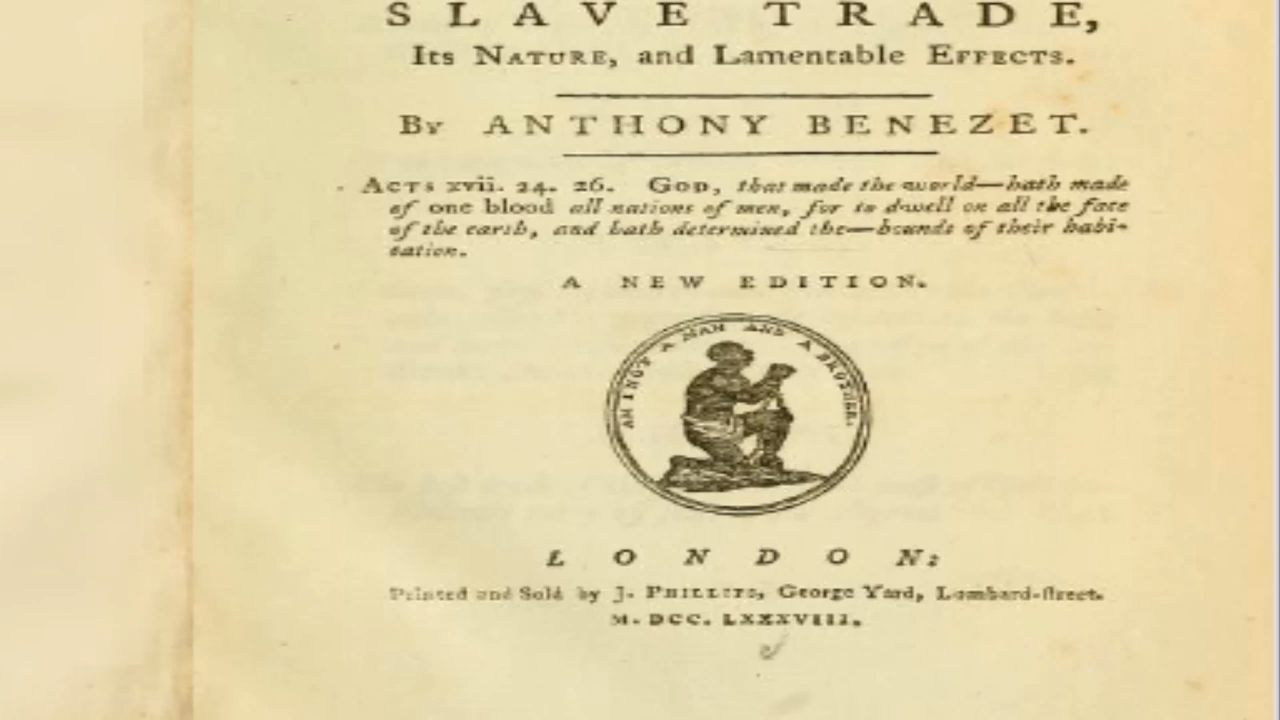 SLAVE TRADE,
Its NATURE, and Lamentable EFFECTS.
By ANTHONY BENEZET.
ACTS xvii. 24. 26. GOD, that made the world—hath made
of one blood all nations of men, for to dwell on all the face
of the earth, and hath determined the—bounds of their habi-
tation.
A NEW EDITION.
AM I NOT A MAN AND A BROTHER.
LONDON:
Printed and Sold by J. PHILLIPS, George Yard, Lombard-street.
M. DCC. LXXXVIII.